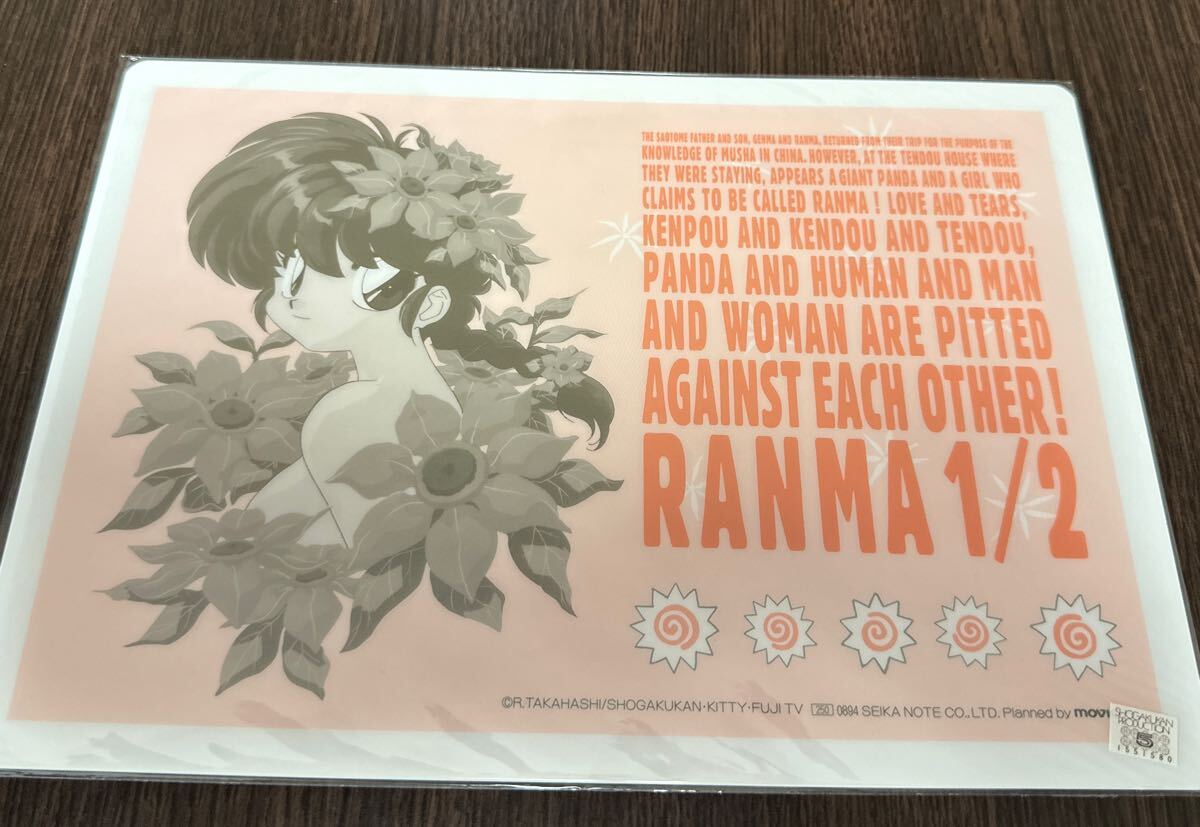 THE SAOTOME FATHER AND SON, GENMA AND RANMA, RETURNED FROM THEIR TRIP FOR THE PURPOSE OF THE
KNOWLEDGE OF MUSHA IN CHINA. HOWEVER, AT THE TENDOU HOUSE WHERE
THEY WERE STAYING, APPEARS A GIANT PANDA AND A GIRL WHO
CLAIMS TO BE CALLED RANMA! LOVE AND TEARS,
KENPOU AND KENDOU AND TENDOU,
PANDA AND HUMAN AND MAN
AND WOMAN ARE PITTED
AGAINST EACH OTHER!
RANMA 1/2
©R.TAKAHASHI/SHOGAKUKAN·KITTY·FUJI TV 250 0894 SEIKA NOTE CO.,LTD. Planned by
SHOGAKUKAN
PRODUCTION
5
1551580